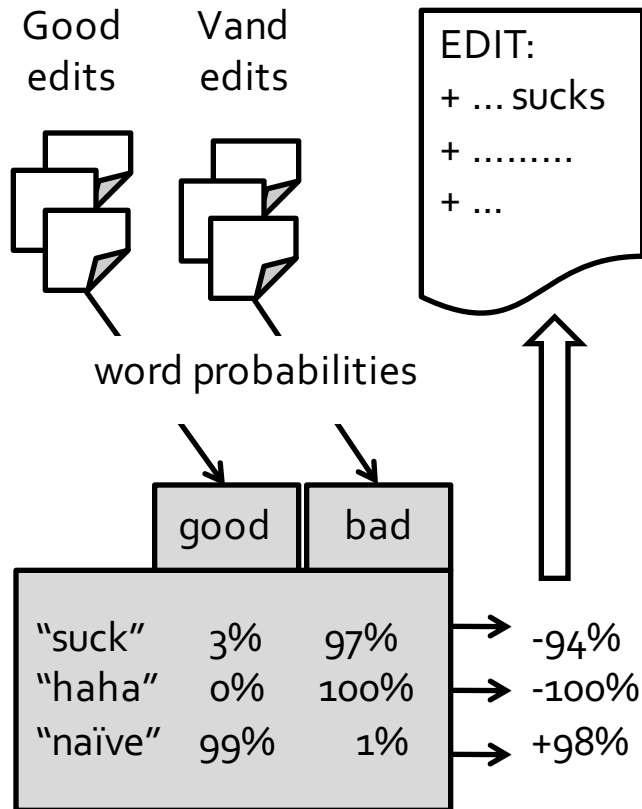 Good edits
Vand edits
EDIT:
+ ... sucks
+ .........
+ ...
word probabilities
good bad
“suck” 3% 97% -94%
“haha” 0% 100% -100%
“naïve” 99% 1% +98%